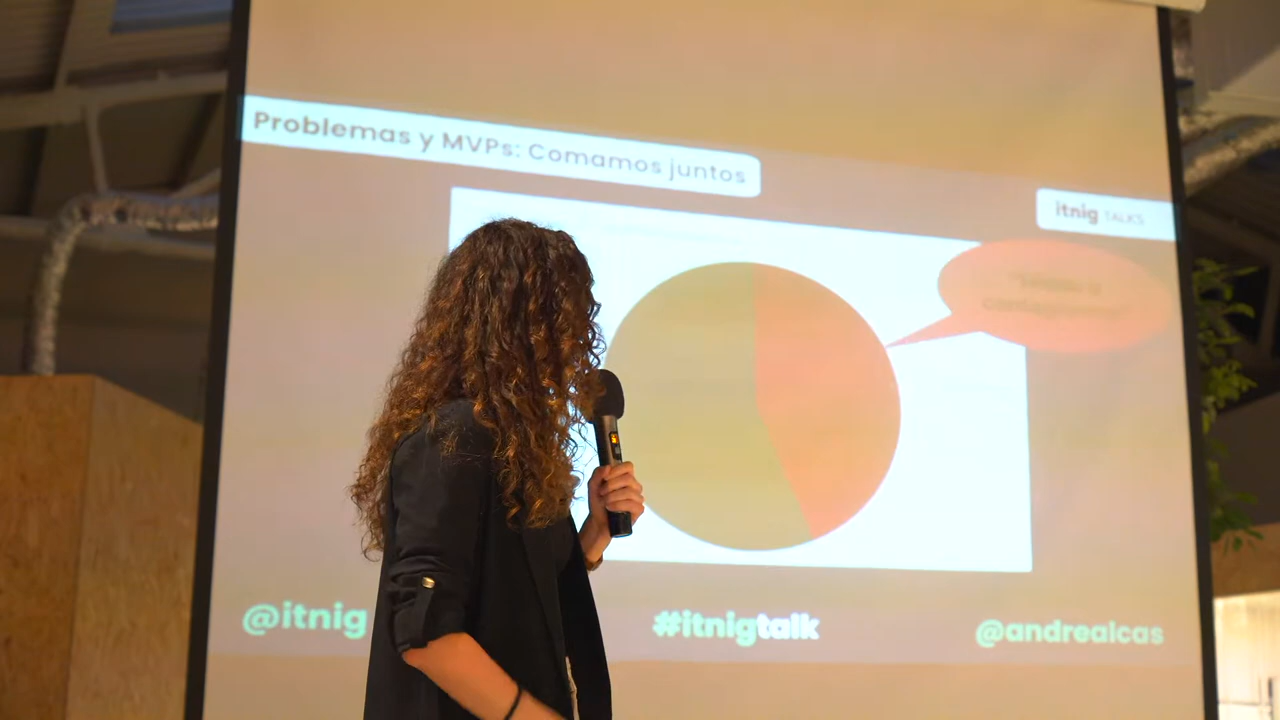 Problemas y MVPs: Comamos juntos
itnig TALKS
@itnig
#itnigtalk
@andrealcas